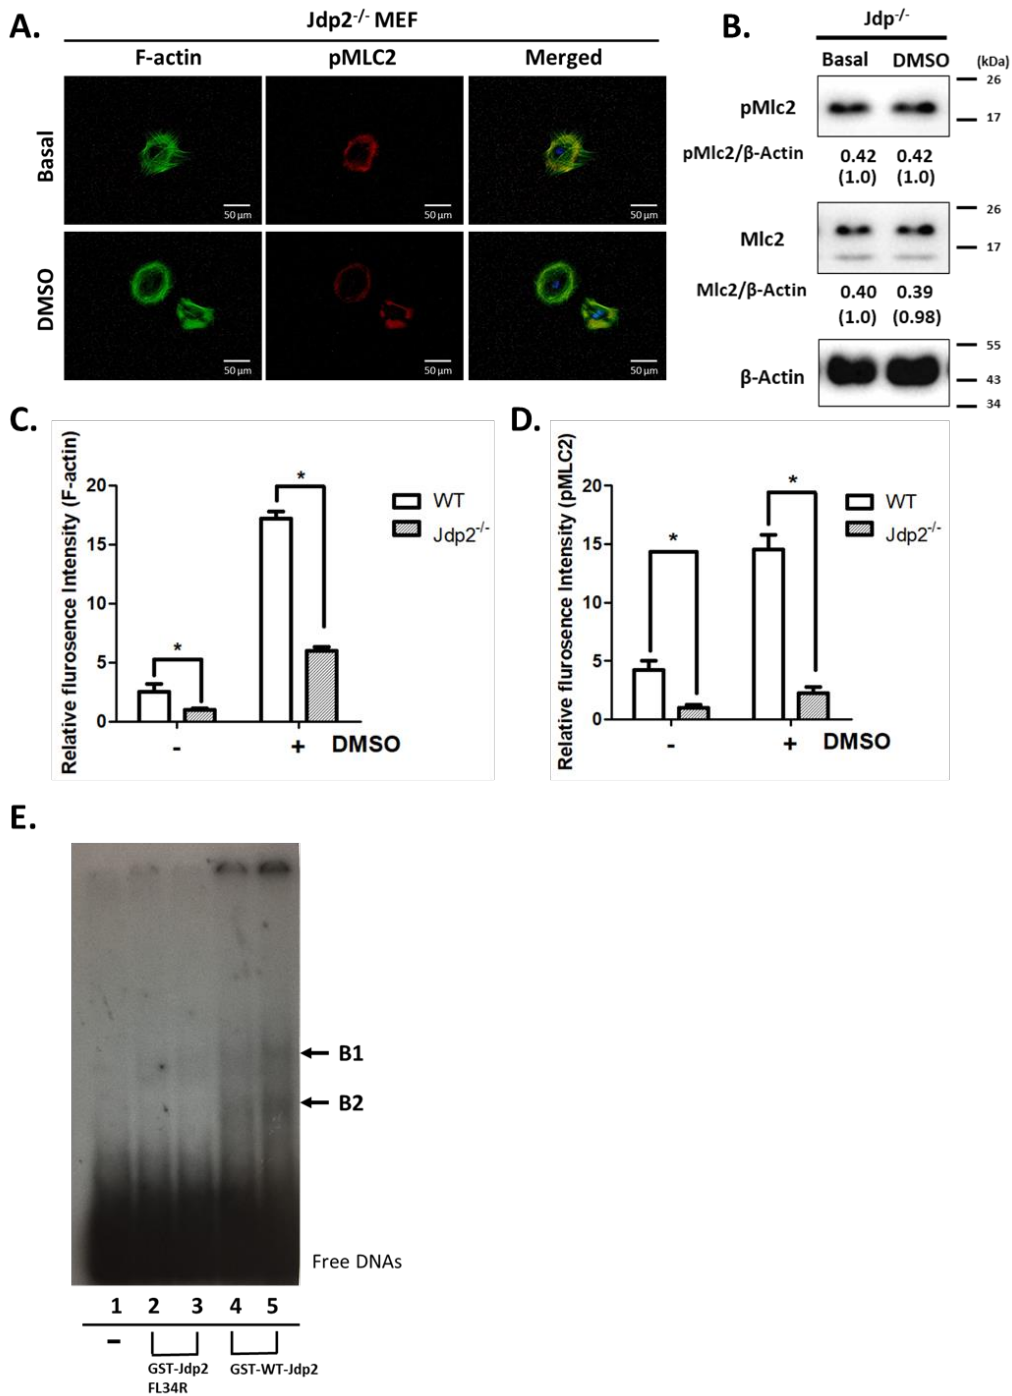 A.
Jdp2-/- MEF
F-actin
pMLC2
Merged
Basal
50 µm
50 µm
50 µm
DMSO
50 µm
50 µm
50 µm
B.
Jdp-/-
Basal
DMSO
(kDa)
pMlc2
26
17
pMlc2/β-Actin
0.42
0.42
(1.0)
(1.0)
Mlc2
26
17
Mlc2/β-Actin
0.40
0.39
(1.0)
(0.98)
β-Actin
55
43
34
C.
Relative flurosence Intensity (F-actin)
20
15
10
5
0
*
*
WT
Jdp2-/-
-
+
DMSO
D.
Relative flurosence Intensity (pMLC2)
20
15
10
5
0
*
*
WT
Jdp2-/-
-
+
DMSO
E.
B1
B2
Free DNAs
1 2 3 4 5
–
GST-Jdp2
FL34R
GST-WT-Jdp2